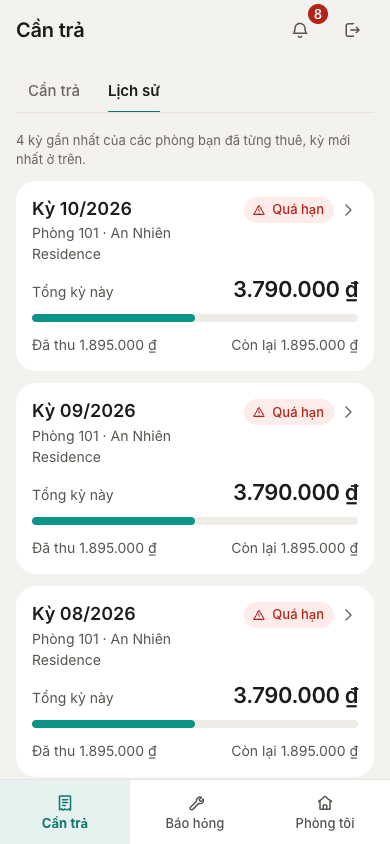 Cần trả
8
Cần trả
Lịch sử
4 kỳ gần nhất của các phòng bạn đã từng thuê, kỳ mới
nhất ở trên.
Kỳ 10/2026
Quá hạn
Phòng 101 · An Nhiên
Residence
Tổng kỳ này
3.790.000 ₫
Đã thu 1.895.000 ₫
Còn lại 1.895.000 ₫
Kỳ 09/2026
Quá hạn
Phòng 101 · An Nhiên
Residence
Tổng kỳ này
3.790.000 ₫
Đã thu 1.895.000 ₫
Còn lại 1.895.000 ₫
Kỳ 08/2026
Quá hạn
Phòng 101 · An Nhiên
Residence
Tổng kỳ này
3.790.000 ₫
Đã thu 1.895.000 ₫
Còn lại 1.895.000 ₫
Cần trả
Báo hỏng
Phòng tôi